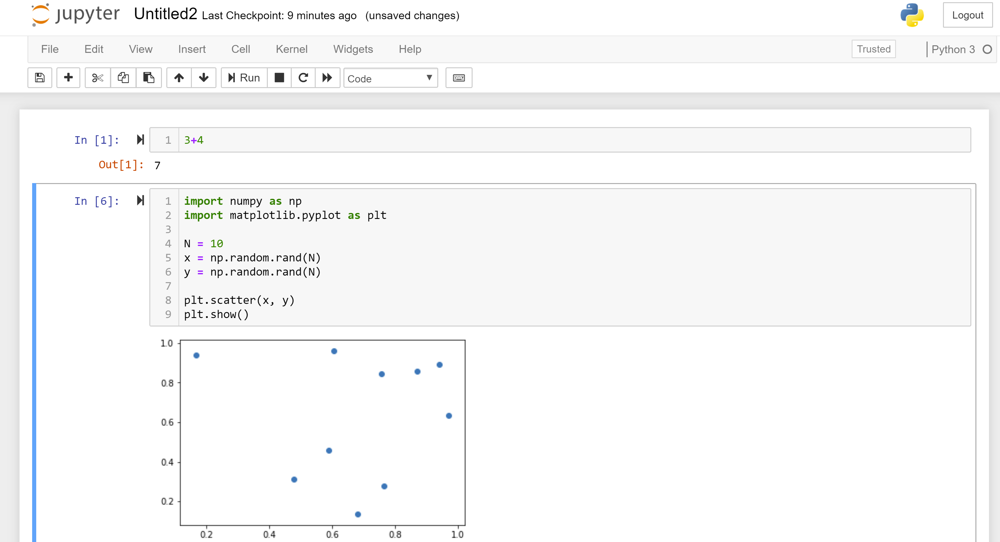 jupyter Untitled2 Last Checkpoint: 9 minutes ago (unsaved changes) Logout
File Edit View Insert Cell Kernel Widgets Help Trusted Python 3
Run Code
In [1]: 1 3+4
Out[1]: 7
In [6]: 1 import numpy as np
2 import matplotlib.pyplot as plt
3
4 N = 10
5 x = np.random.rand(N)
6 y = np.random.rand(N)
7
8 plt.scatter(x, y)
9 plt.show()
1.0
0.8
0.6
0.4
0.2
0.2 0.4 0.6 0.8 1.0